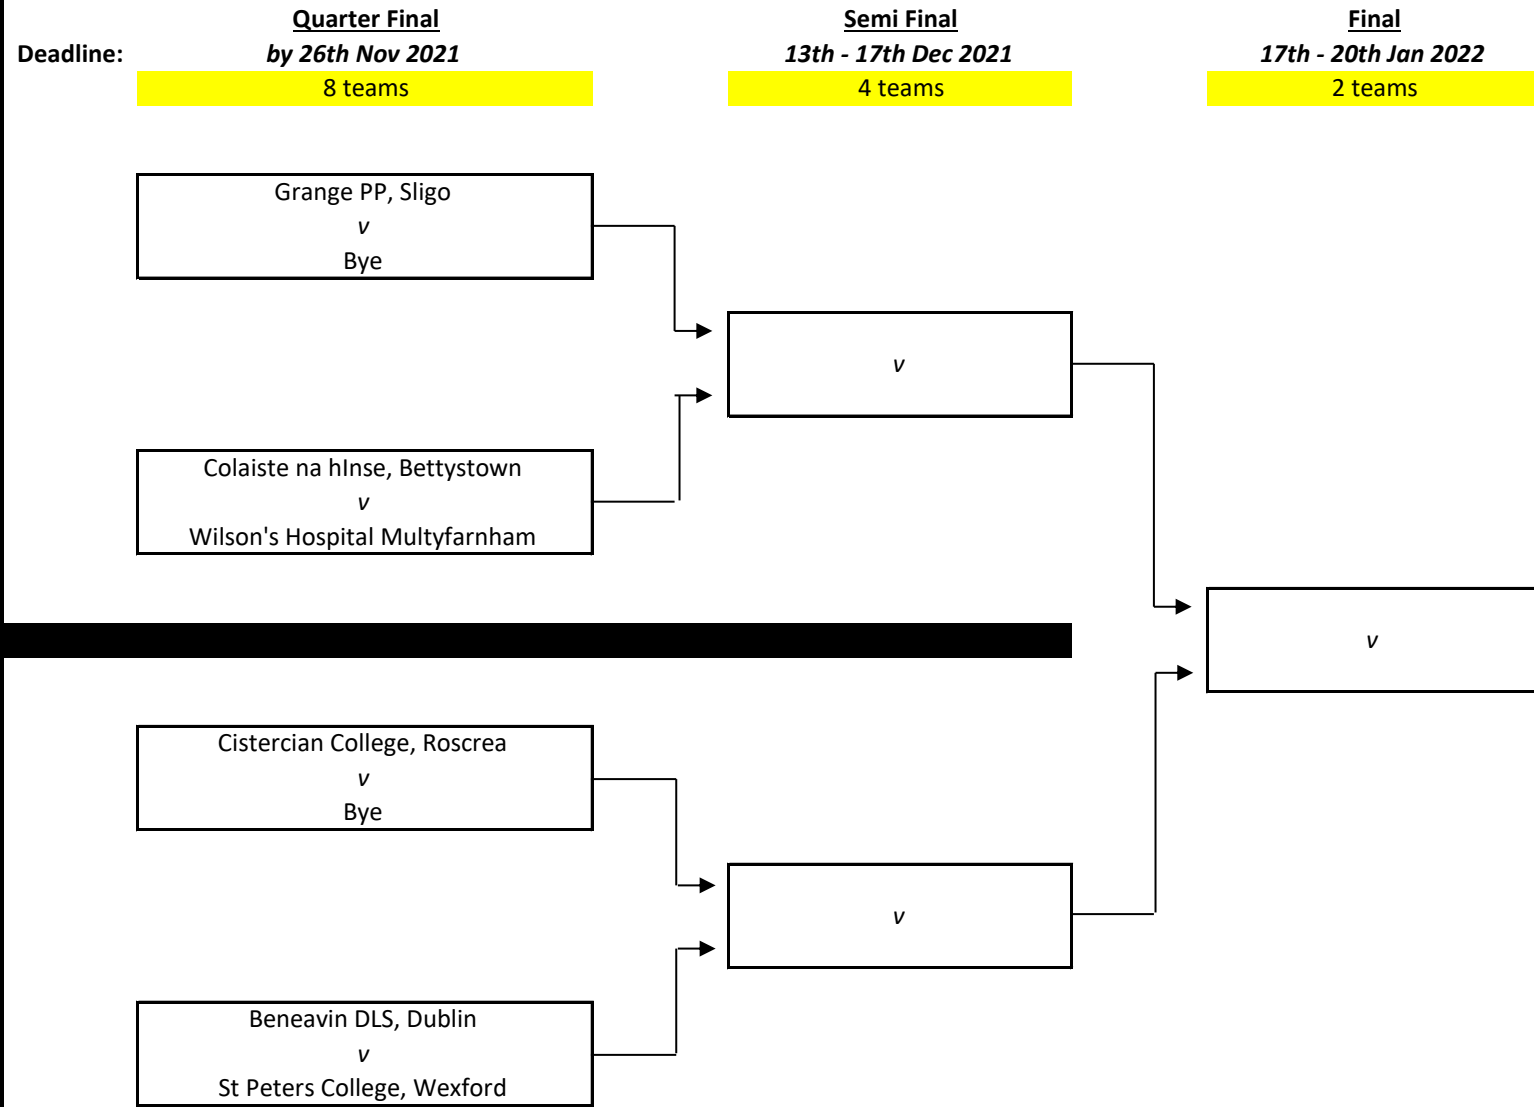 Quarter Final
Semi Final
Final
Deadline:
by 26th Nov 2021
13th - 17th Dec 2021
17th - 20th Jan 2022
8 teams
4 teams
2 teams
Grange PP, Sligo
v
Bye
v
Colaiste na hInse, Bettystown
v
Wilson's Hospital Multyfarnham
v
Cistercian College, Roscrea
v
Bye
v
Beneavin DLS, Dublin
v
St Peters College, Wexford